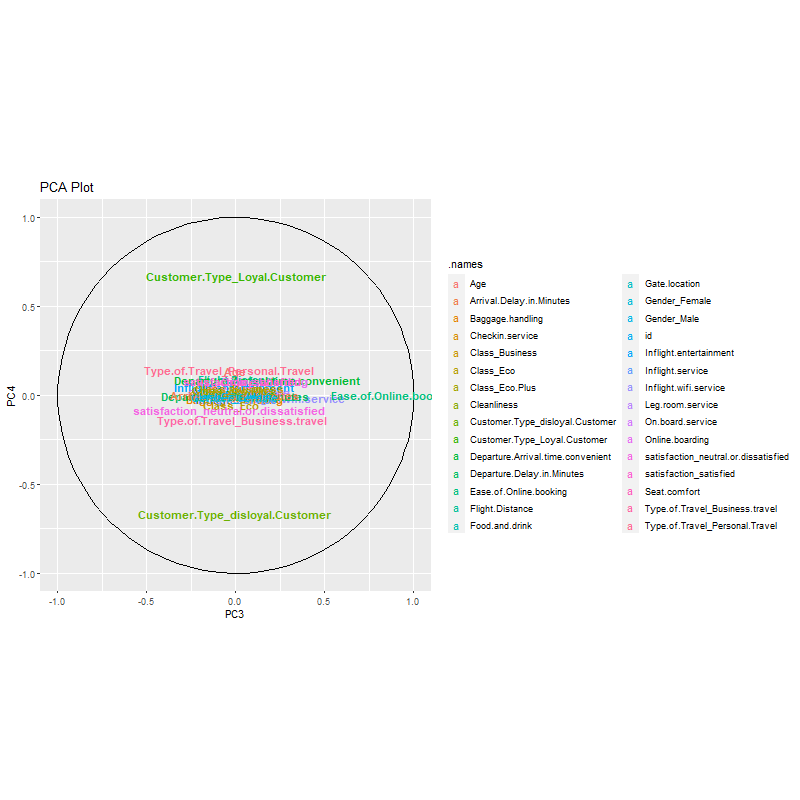 PCA Plot
1.0
0.5
0.0
-0.5
-1.0
PC4
-1.0
-0.5
0.0
0.5
1.0
PC3
Customer.Type_Loyal.Customer
Type.of.Travel_Personal.Travel
Ease.of.Online.boo
satisfaction_neutral.or.dissatisfied
Type.of.Travel_Business.travel
Customer.Type_disloyal.Customer
.names
a Age
a Arrival.Delay.in.Minutes
a Baggage.handling
a Checkin.service
a Class_Business
a Class_Eco
a Class_Eco.Plus
a Cleanliness
a Customer.Type_disloyal.Customer
a Customer.Type_Loyal.Customer
a Departure.Arrival.time.convenient
a Departure.Delay.in.Minutes
a Ease.of.Online.booking
a Flight.Distance
a Food.and.drink
a Gate.location
a Gender_Female
a Gender_Male
a id
a Inflight.entertainment
a Inflight.service
a Inflight.wifi.service
a Leg.room.service
a On.board.service
a Online.boarding
a satisfaction_neutral.or.dissatisfied
a satisfaction_satisfied
a Seat.comfort
a Type.of.Travel_Business.travel
a Type.of.Travel_Personal.Travel